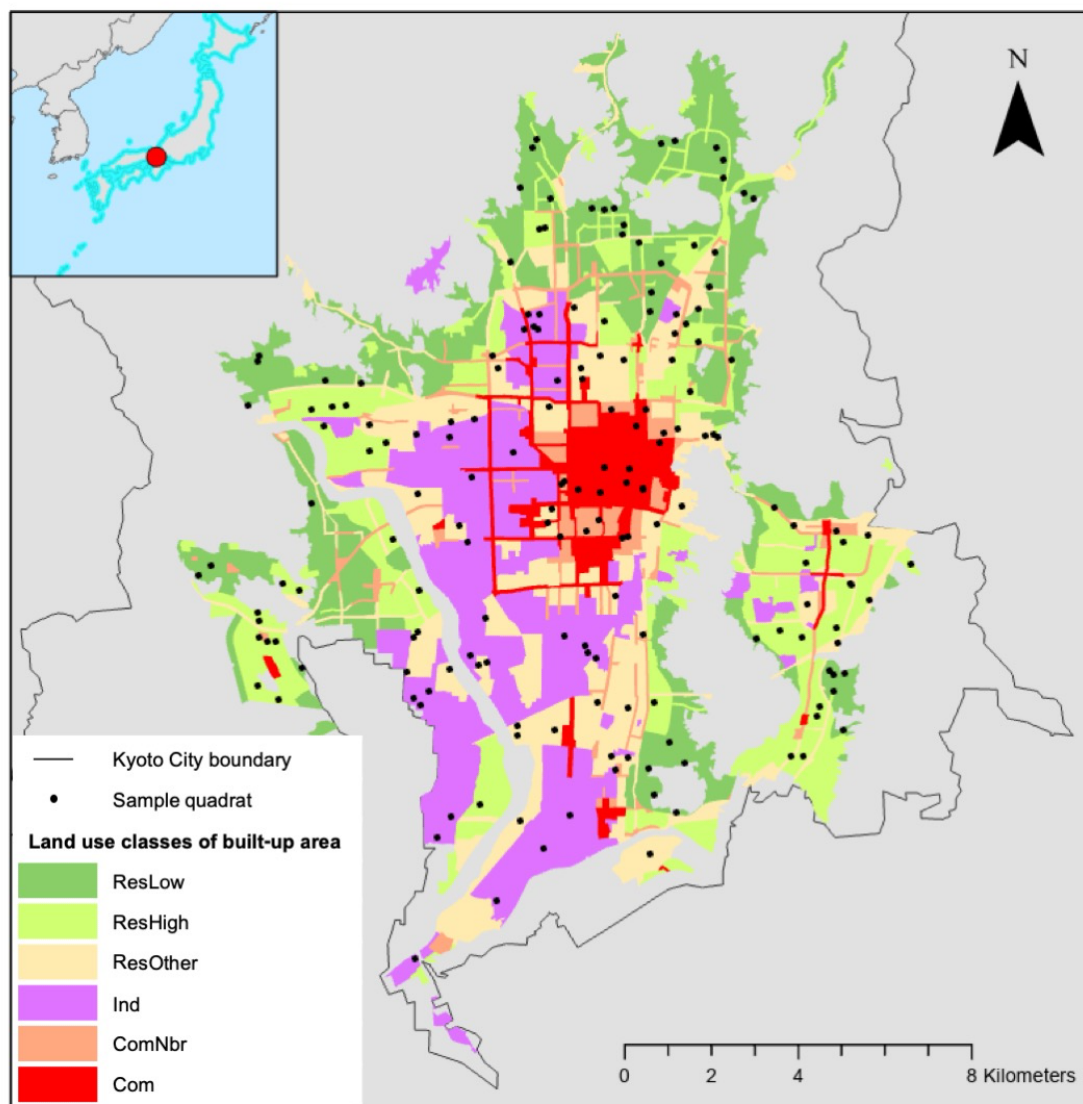 N
Kyoto City boundary
Sample quadrat
Land use classes of built-up area
ResLow
ResHigh
ResOther
Ind
ComNbr
Com
0 2 4 8 Kilometers